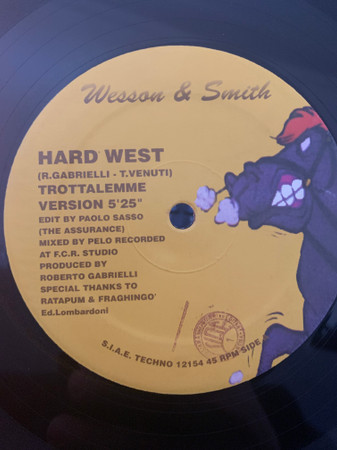 Wesson & Smith
HARD WEST
(R.GABRIELLI - T.VENUTI)
TROTTALEMME
VERSION 5'25"
EDIT BY PAOLO SASSO
(THE ASSURANCE)
MIXED BY PELO RECORDED
AT F.C.R. STUDIO
PRODUCED BY
ROBERTO GABRIELLI
SPECIAL THANKS TO
RATAPUM & FRAGHINGO'
Ed.Lombardoni
S.I.A.E. TECHNO 12154 45 RPM SIDE